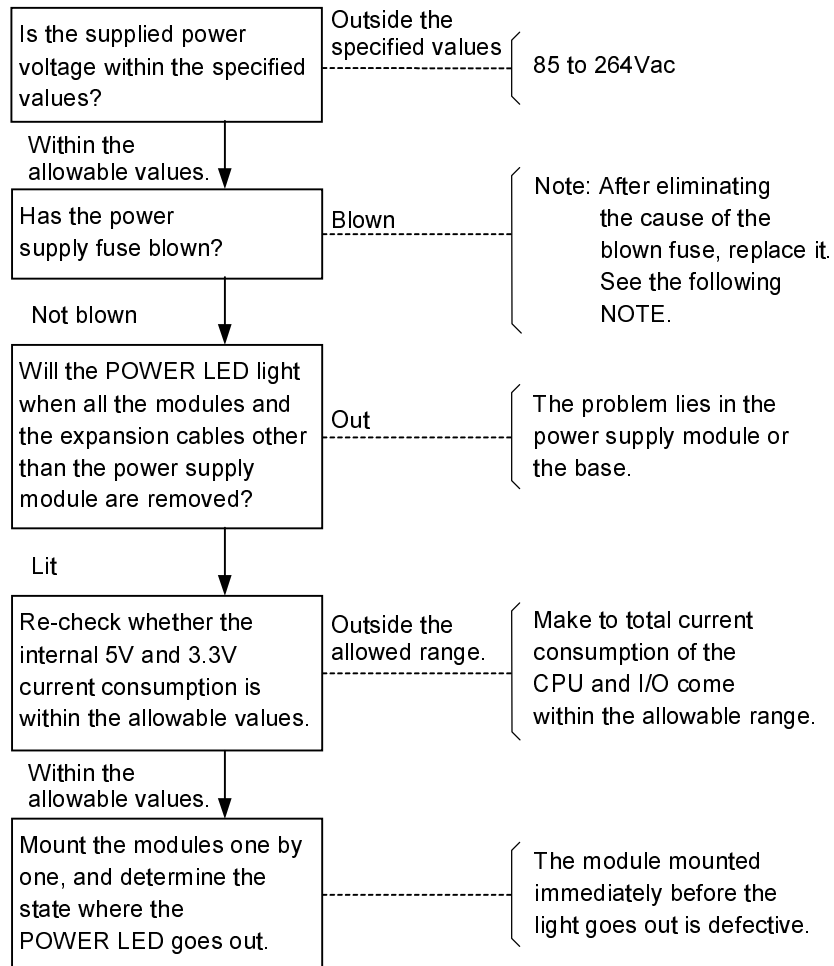 Is the supplied power
voltage within the specified
values?
Outside the
specified values
85 to 264Vac
Within the
allowable values.
Has the power
supply fuse blown?
Blown
Note: After eliminating
the cause of the
blown fuse, replace it.
See the following
NOTE.
Not blown
Will the POWER LED light
when all the modules and
the expansion cables other
than the power supply
module are removed?
Out
The problem lies in the
power supply module or
the base.
Lit
Re-check whether the
internal 5V and 3.3V
current consumption is
within the allowable values.
Outside the
allowed range.
Make to total current
consumption of the
CPU and I/O come
within the allowable range.
Within the
allowable values.
Mount the modules one by
one, and determine the
state where the
POWER LED goes out.
The module mounted
immediately before the
light goes out is defective.